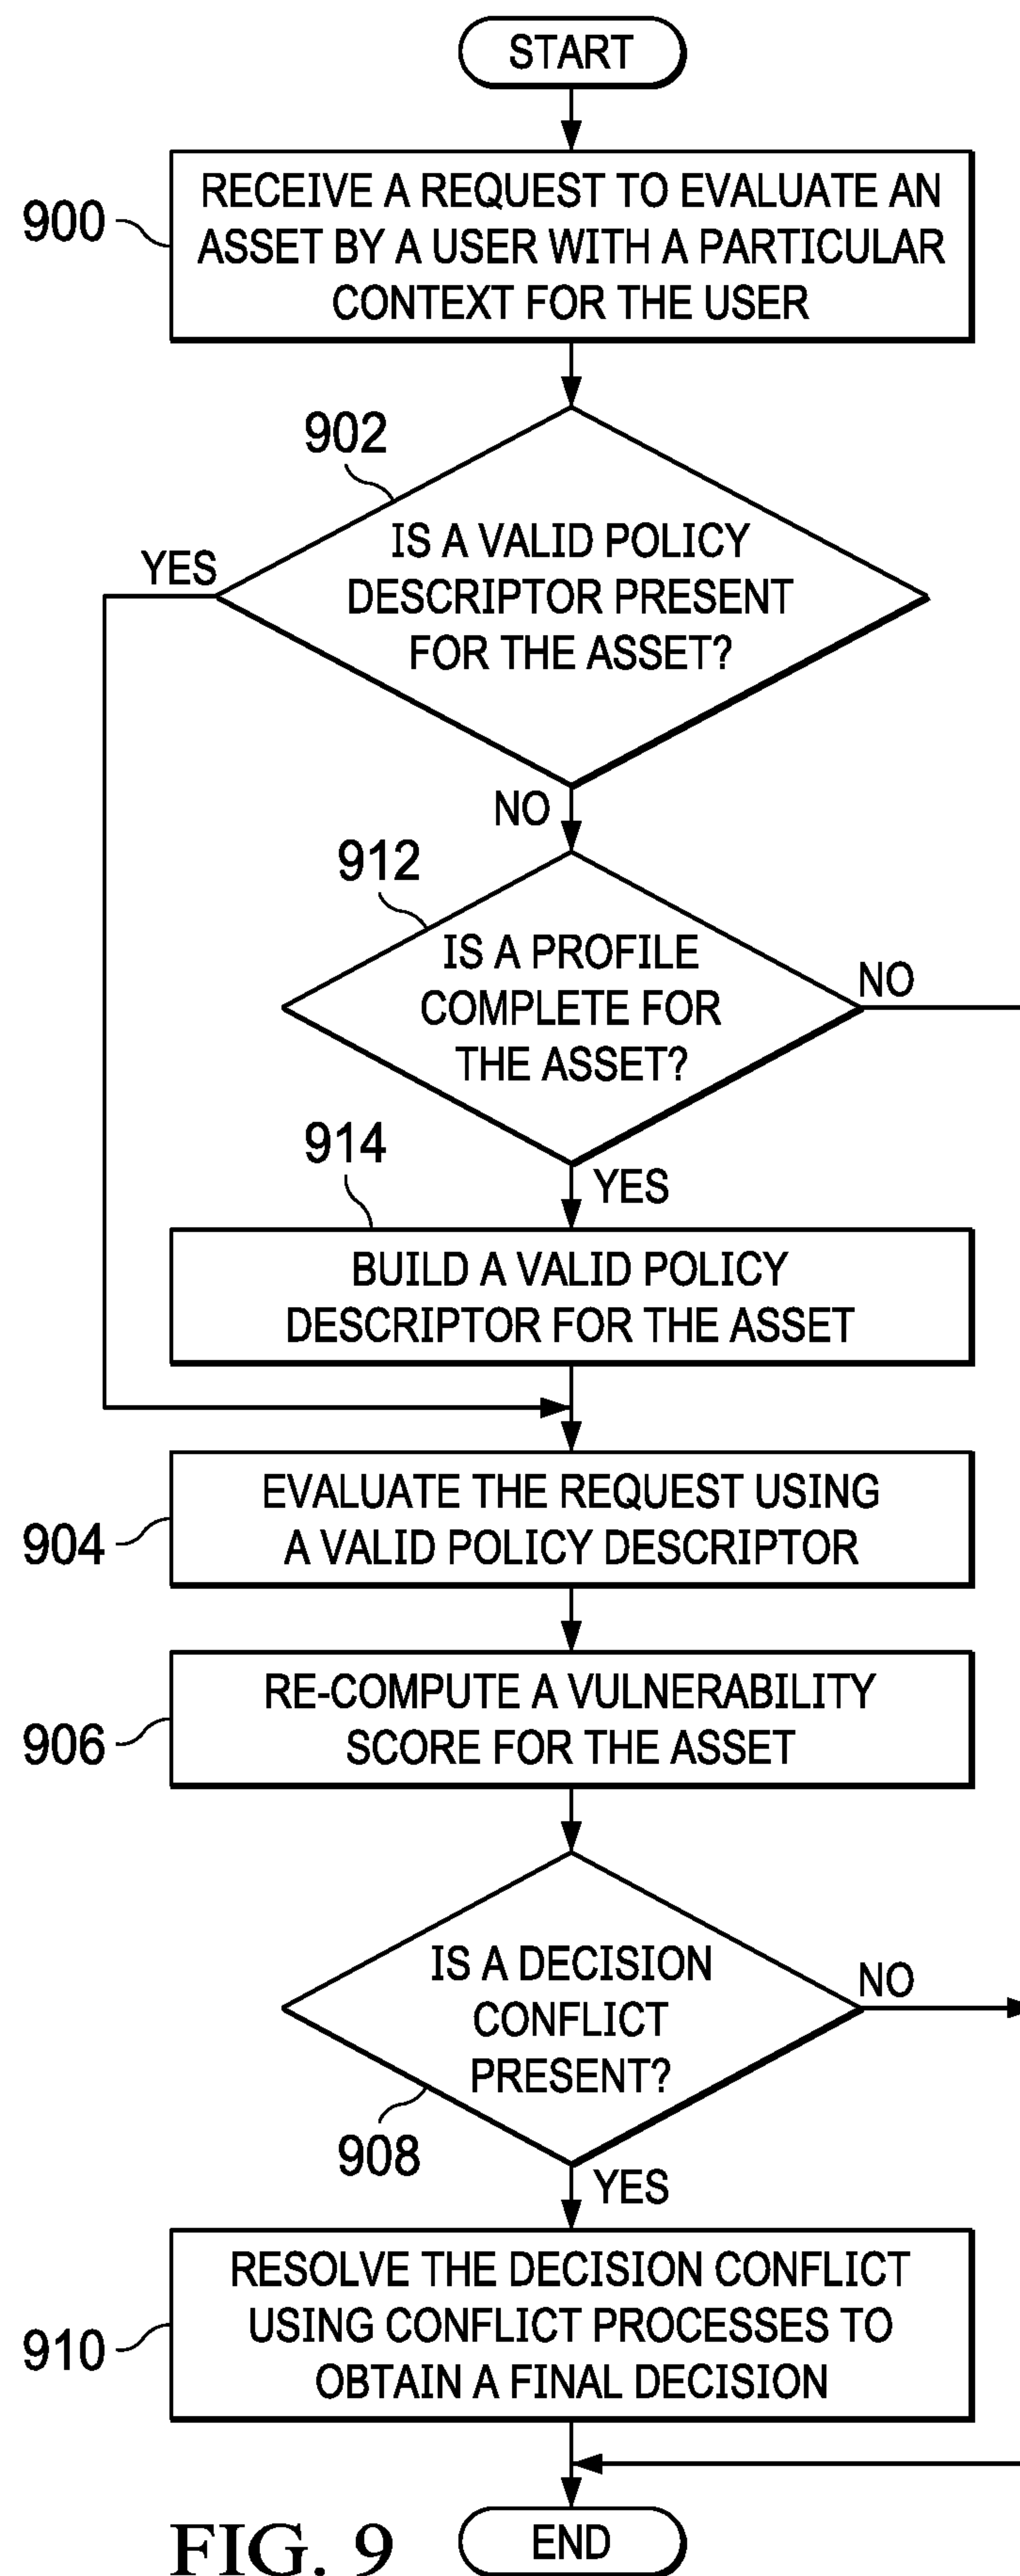 START
900
RECEIVE A REQUEST TO EVALUATE AN
ASSET BY A USER WITH A PARTICULAR
CONTEXT FOR THE USER
902
IS A VALID POLICY
DESCRIPTOR PRESENT
FOR THE ASSET?
YES
NO
912
IS A PROFILE
COMPLETE FOR
THE ASSET?
NO
YES
914
BUILD A VALID POLICY
DESCRIPTOR FOR THE ASSET
904
EVALUATE THE REQUEST USING
A VALID POLICY DESCRIPTOR
906
RE-COMPUTE A VULNERABILITY
SCORE FOR THE ASSET
IS A DECISION
CONFLICT
PRESENT?
NO
908
YES
910
RESOLVE THE DECISION CONFLICT
USING CONFLICT PROCESSES TO
OBTAIN A FINAL DECISION
END
FIG. 9